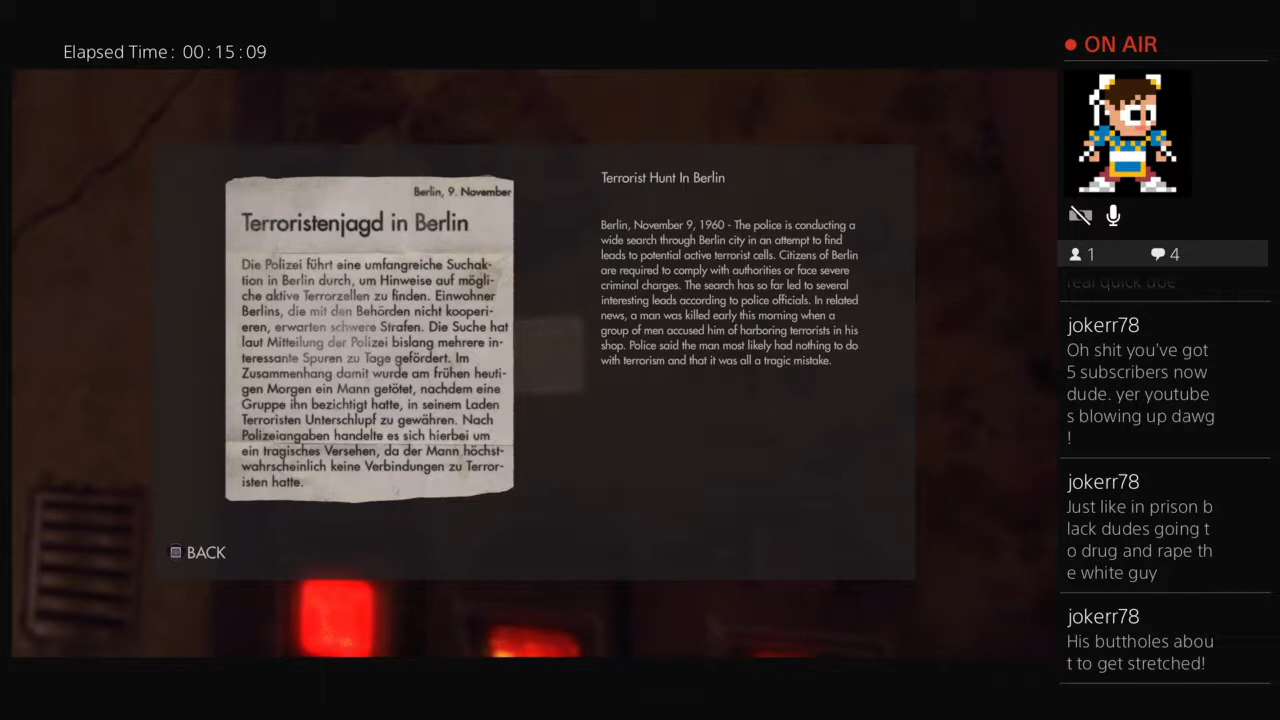 Elapsed Time: 00:15:09
ON AIR
1
4
Berlin, 9. November
Terroristenjagd in Berlin
Die Polizei führt eine umfangreiche Suchak-
tion in Berlin durch, um Hinweise auf mögli-
che aktive Terrorzellen zu finden. Einwohner
Berlins, die mit den Behörden nicht kooperi-
eren, erwarten schwere Strafen. Die Suche hat
laut Mitteilung der Polizei bislang mehrere in-
teressante Spuren zu Tage gefördert. Im
Zusammenhang damit wurde am frühen heuti-
gen Morgen ein Mann getötet, nachdem eine
Gruppe ihn bezichtigt hatte, in seinem Laden
Terroristen Unterschlupf zu gewähren. Nach
Polizeiangaben handelte es sich hierbei um
ein tragisches Versehen, da der Mann höchst-
wahrscheinlich keine Verbindungen zu Terror-
isten hatte.
Terrorist Hunt In Berlin
Berlin, November 9, 1960 - The police is conducting a
wide search through Berlin city in an attempt to find
leads to potential active terrorist cells. Citizens of Berlin
are required to comply with authorities or face severe
criminal charges. The search has so far led to several
interesting leads according to police officials. In related
news, a man was killed early this morning when a
group of men accused him of harboring terrorists in his
shop. Police said the man most likely had nothing to do
with terrorism and that it was all a tragic mistake.
BACK
real quick doe...
jokerr78
Oh shit you've got
5 subscribers now
dude. yer youtube
s blowing up dawg
!
jokerr78
Just like in prison b
lack dudes going t
o drug and rape th
e white guy
jokerr78
His buttholes abou
t to get stretched!